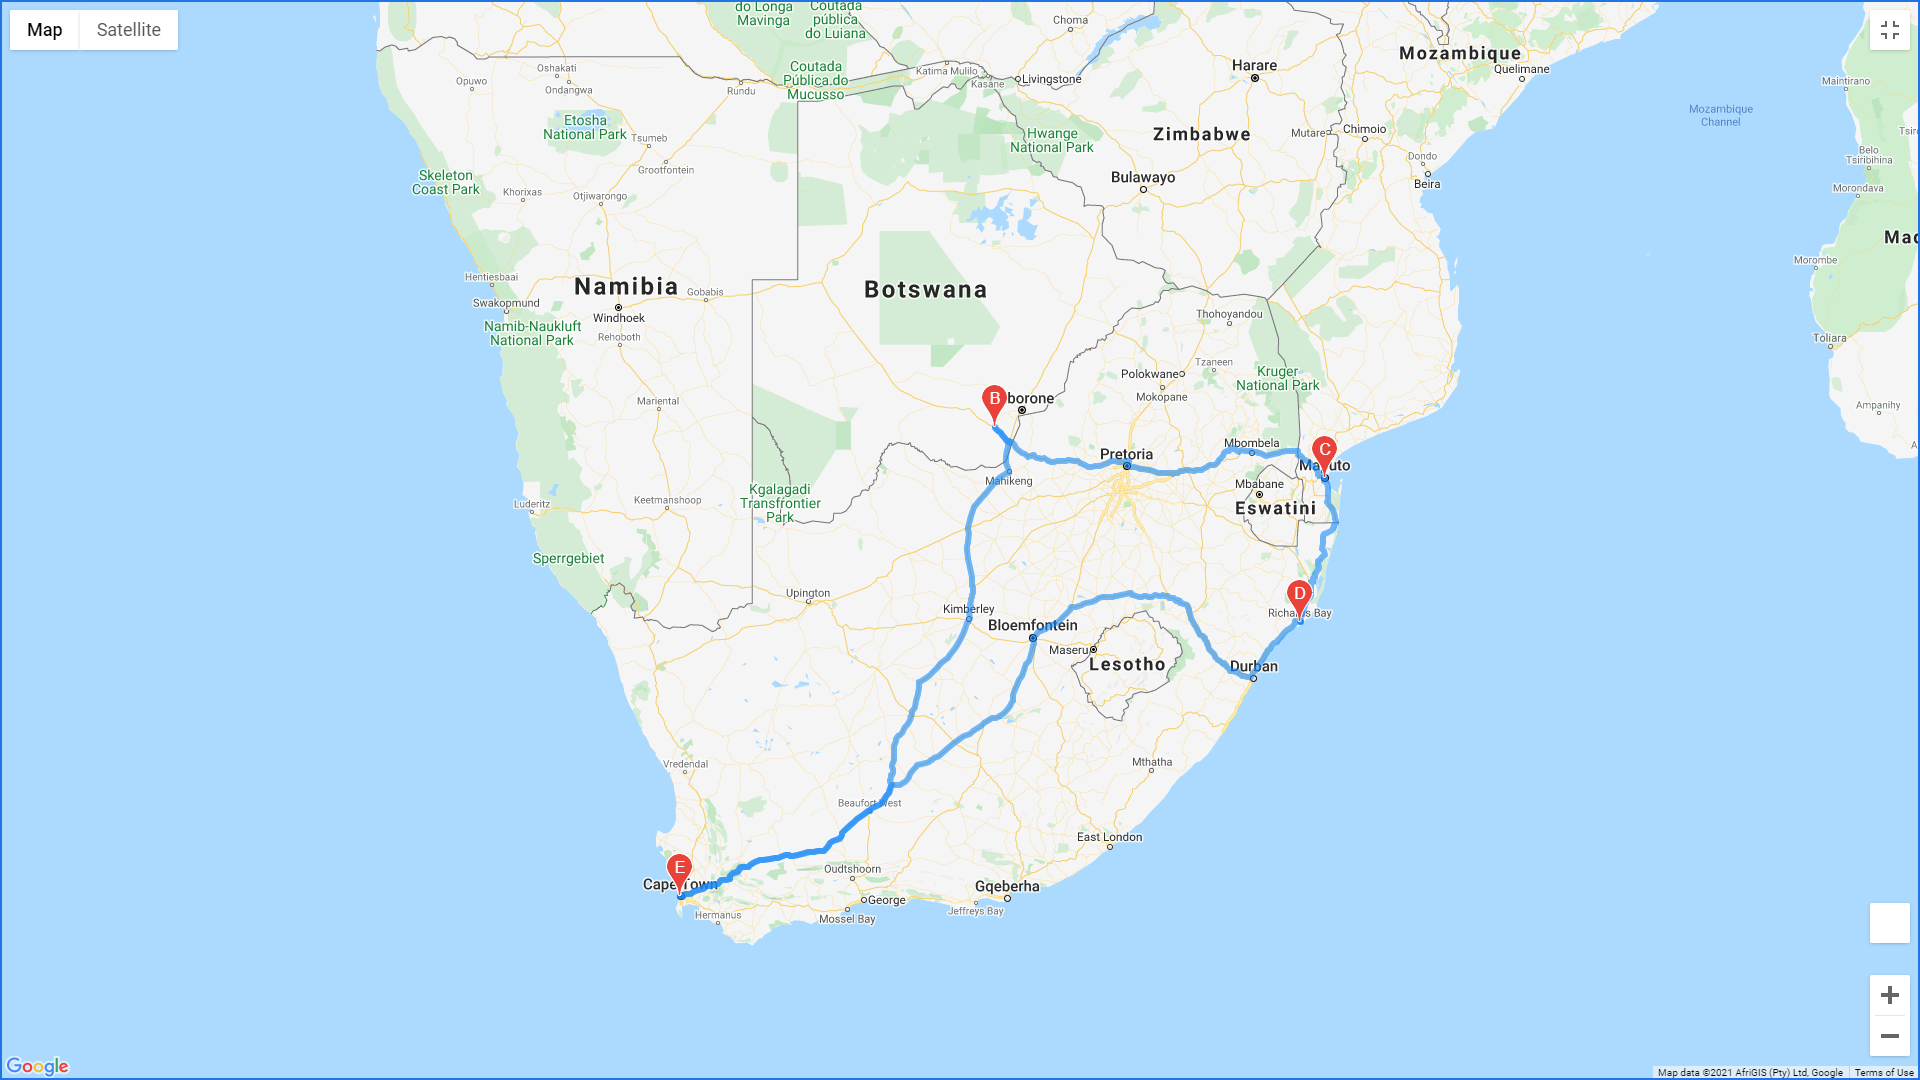 Map
Satellite
do Longa
Mavinga
Coutada
pública
do Luiana
Choma
Harare
Mozambique
Quelimane
Oshakati
Opuwo
Ondangwa
Rundu
Coutada
Pública do
Mucusso
Katima Mulilo
Kasane
Livingstone
Maintirano
Mozambique
Channel
Etosha
National Park
Tsumeb
Hwange
National Park
Zimbabwe
Mutare
Chimoio
Grootfontein
Dondo
Belo
Tsiribihina
Skeleton
Coast Park
Khorixas
Otjiwarongo
Bulawayo
Beira
Morondava
Hentiesbaai
Namibia
Gobabis
Botswana
Morombe
Swakopmund
Windhoek
Namib-Naukluft
National Park
Rehoboth
Thohoyandou
Toliara
Tzaneen
Polokwane
Kruger
National Park
B
borone
Mokopane
Mariental
Ampanihy
Mbombela
C
Pretoria
Mahikeng
Mbabane
Eswatini
Keetmanshoop
Luderitz
Kgalagadi
Transfrontier
Park
Sperrgebiet
Upington
Kimberley
D
Bloemfontein
Maseru
Lesotho
Durban
Vredendal
Mthatha
Beaufort West
East London
E
Cape Town
Oudtshoorn
Gqeberha
George
Hermanus
Mossel Bay
Jeffreys Bay
Google
Map data ©2021 AfriGIS (Pty) Ltd, Google
Terms of Use